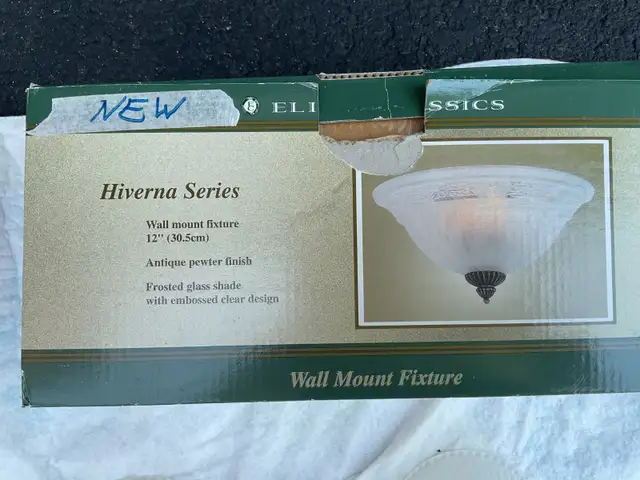 NEW
ELI SSICS
Hiverna Series
Wall mount fixture
12" (30.5cm)
Antique pewter finish
Frosted glass shade
with embossed clear design
Wall Mount Fixture